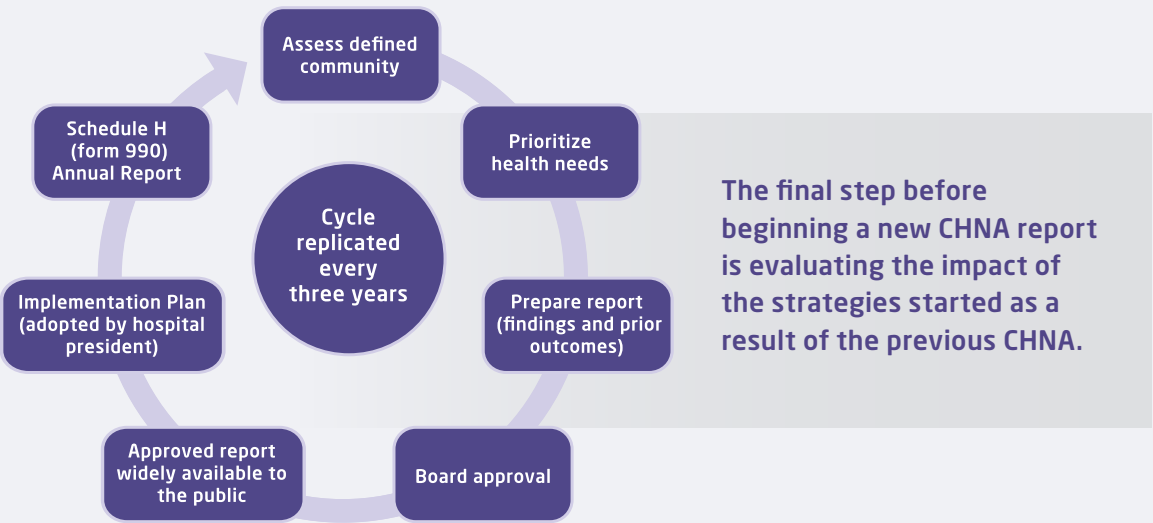 Assess defined
community
Prioritize
health needs
Prepare report
(findings and prior
outcomes)
Board approval
Approved report
widely available to
the public
Implementation Plan
(adopted by hospital
president)
Schedule H
(form 990)
Annual Report
Cycle
replicated
every
three years
The final step before
beginning a new CHNA report
is evaluating the impact of
the strategies started as a
result of the previous CHNA.